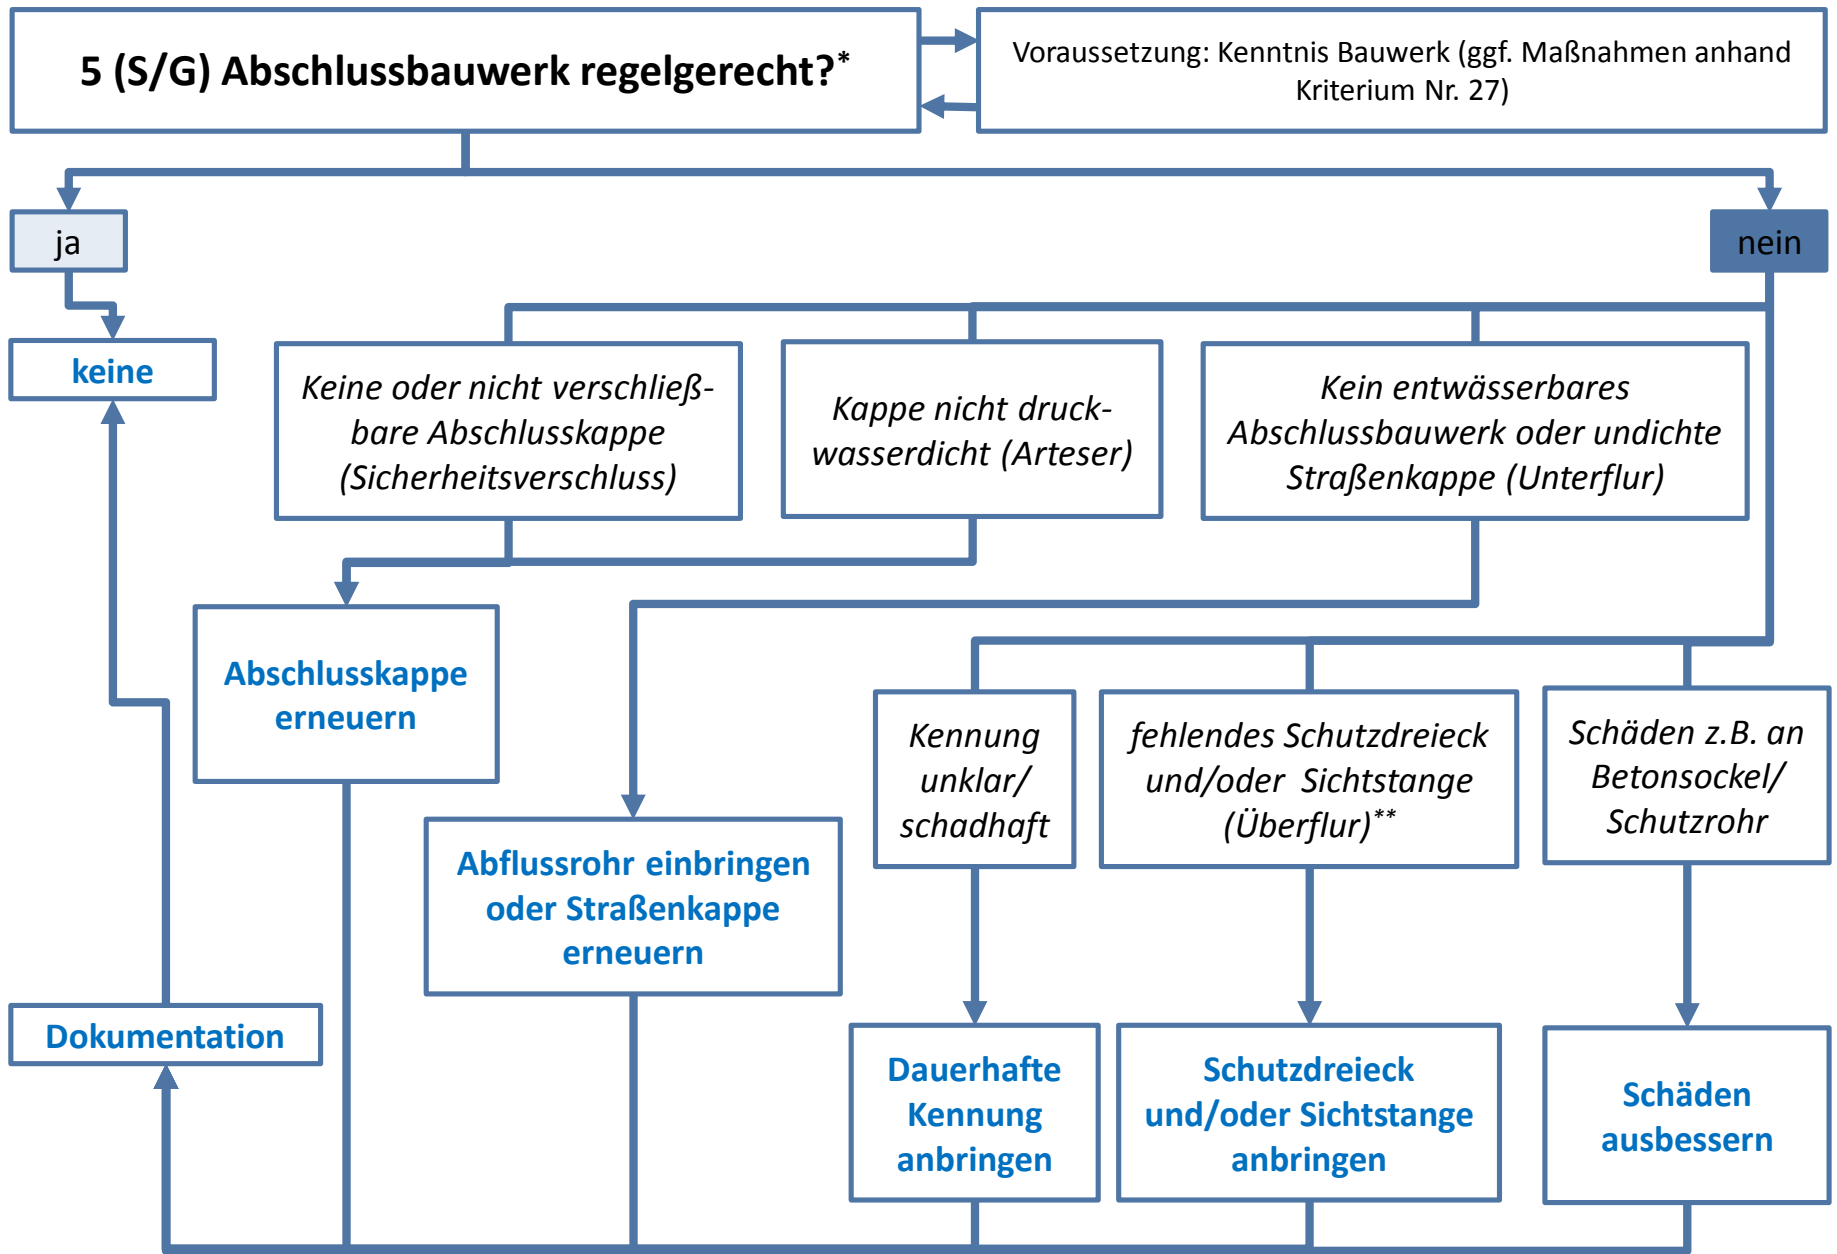 5 (S/G) Abschlussbauwerk regelgerecht?*
Voraussetzung: Kenntnis Bauwerk (ggf. Maßnahmen anhand
Kriterium Nr. 27)
ja
nein
keine
Keine oder nicht verschließ-
bare Abschlusskappe
(Sicherheitsverschluss)
Kappe nicht druck-
wasserdicht (Arteser)
Kein entwässerbares
Abschlussbauwerk oder undichte
Straßenkappe (Unterflur)
Abschlusskappe
erneuern
Abflussrohr einbringen
oder Straßenkappe
erneuern
Kennung
unklar/
schadhaft
fehlendes Schutzdreieck
und/oder Sichtstange
(Überflur)**
Schäden z.B. an
Betonsockel/
Schutzrohr
Dokumentation
Dauerhafte
Kennung
anbringen
Schutzdreieck
und/oder Sichtstange
anbringen
Schäden
ausbessern